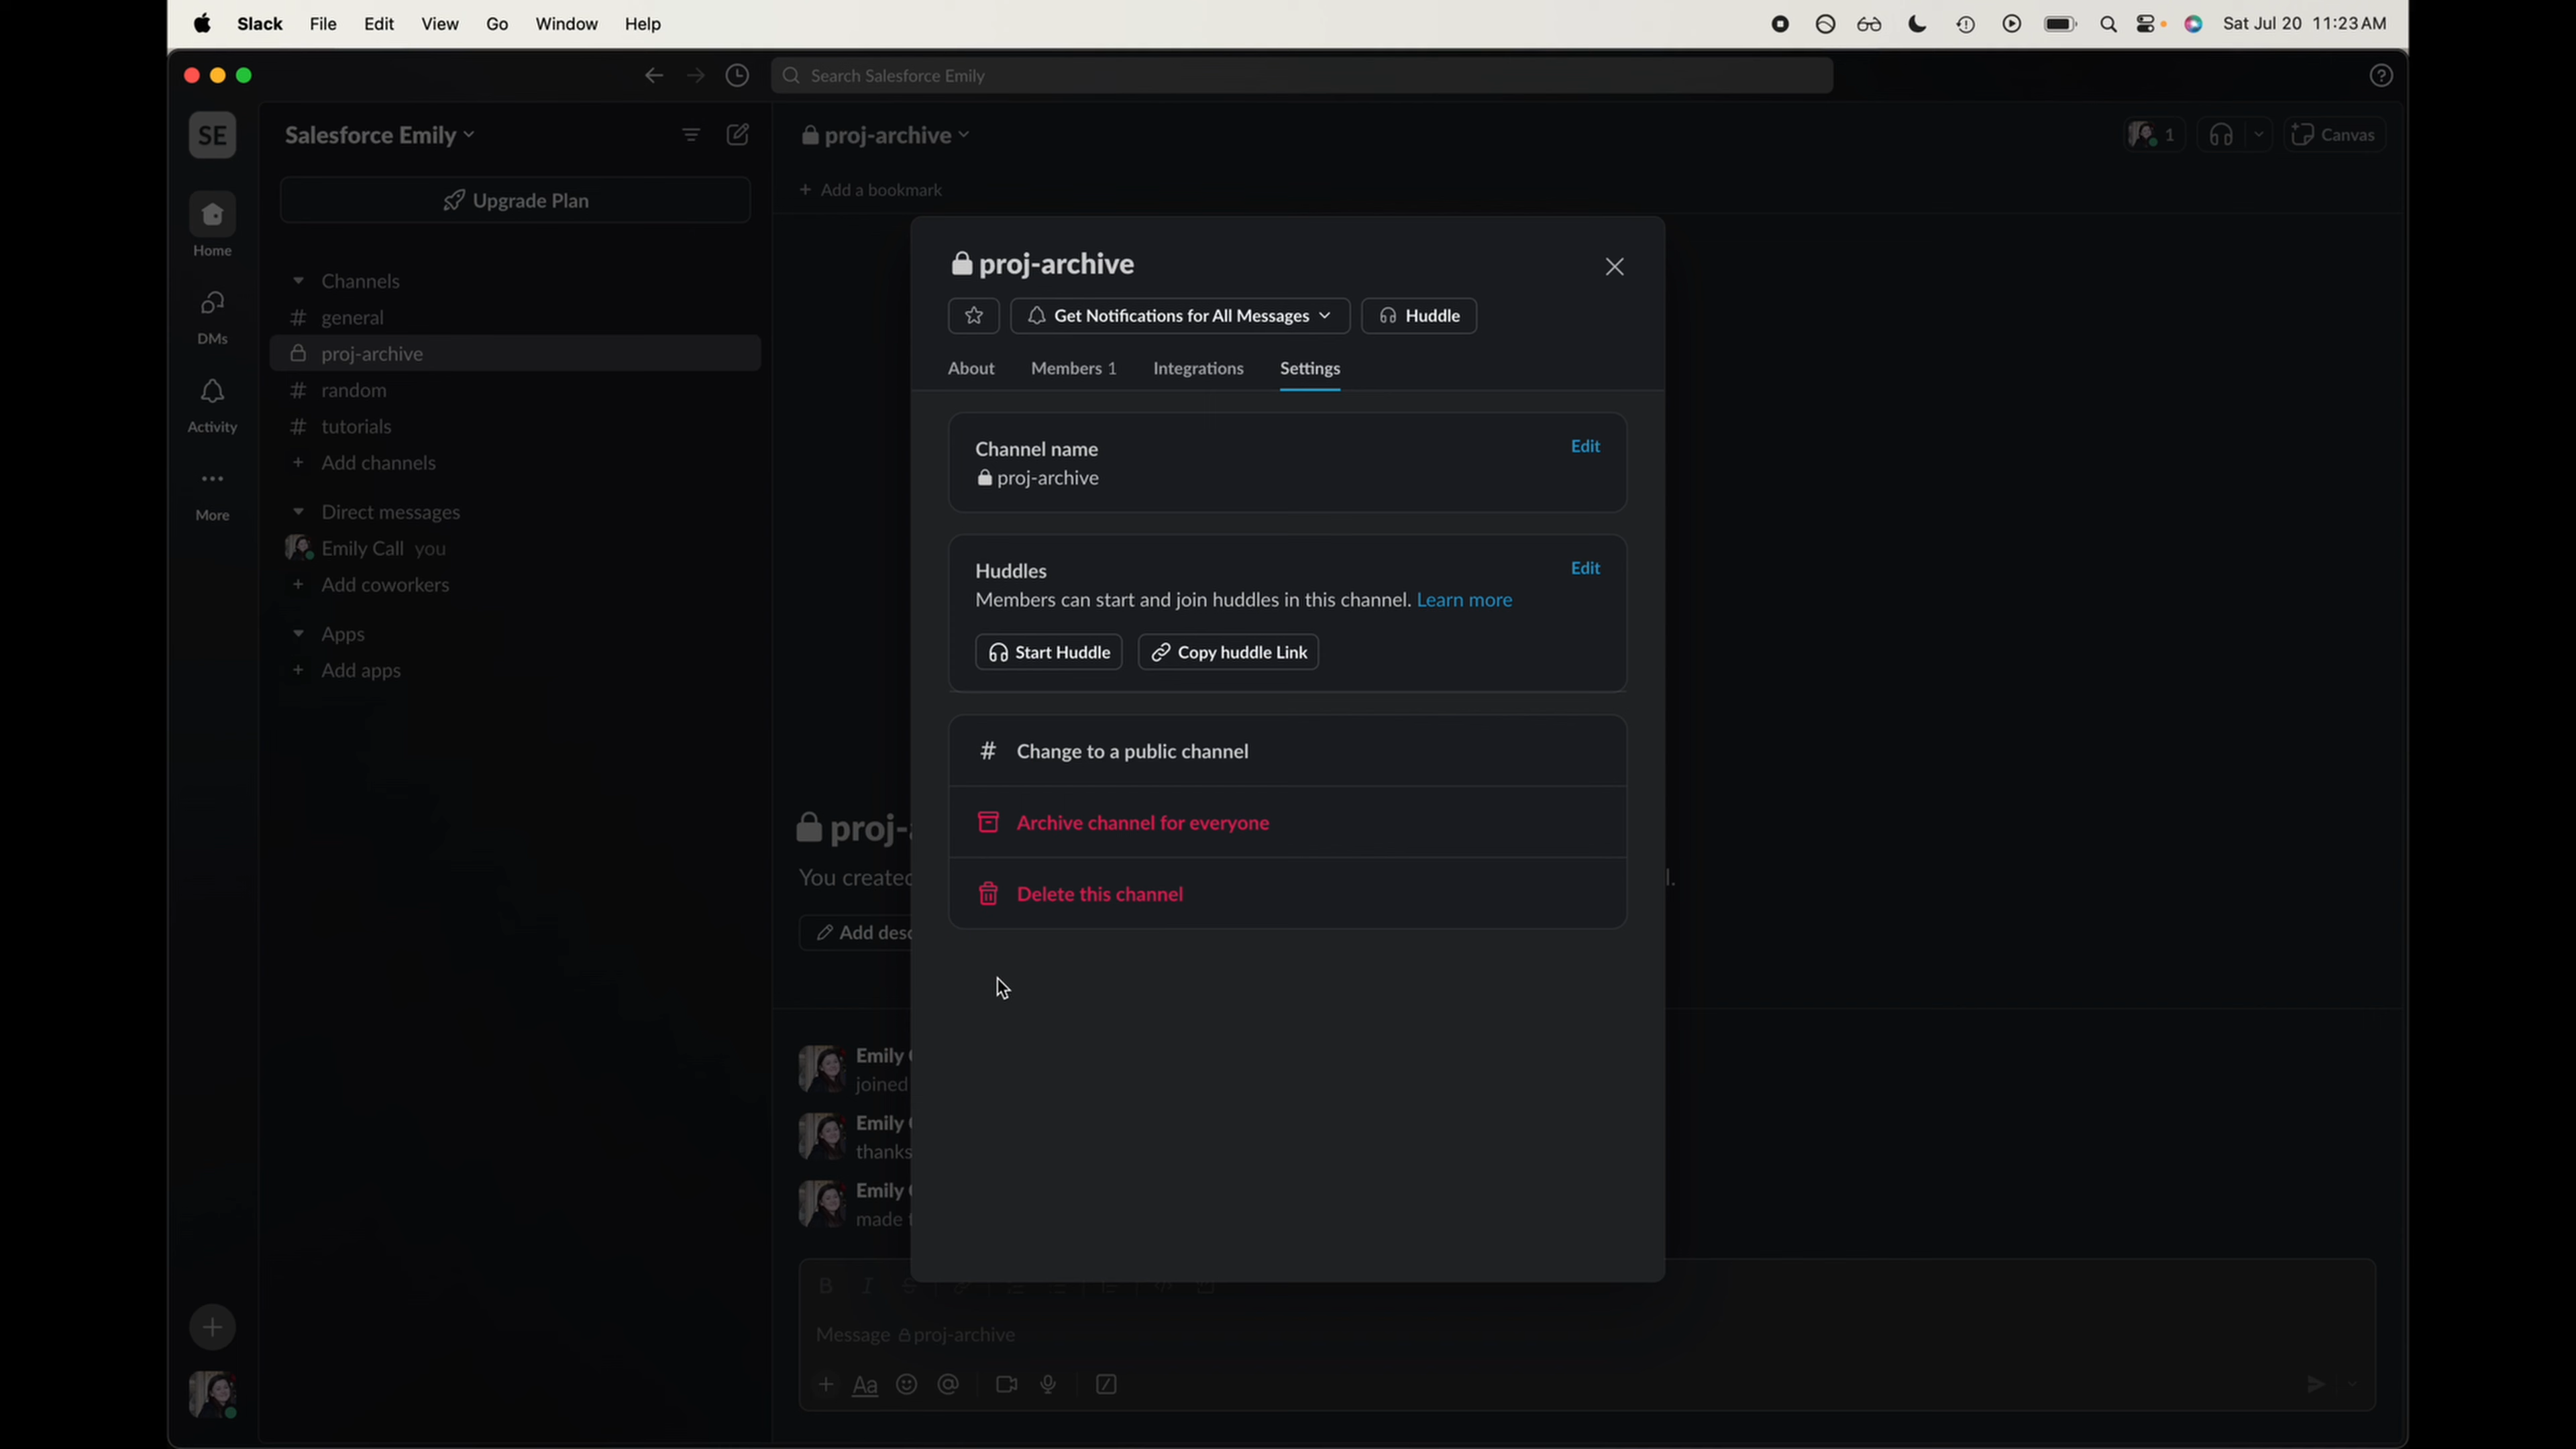 Slack File Edit View Go Window Help
Sat Jul 20 11:23 AM
Search Salesforce Emily
SE
Home
DMs
Activity
More
Salesforce Emily
Upgrade Plan
Channels
# general
proj-archive
# random
# tutorials
+ Add channels
Direct messages
Emily Call you
+ Add coworkers
Apps
+ Add apps
proj-archive
1
Canvas
+ Add a bookmark
proj-archive
Get Notifications for All Messages
Huddle
About Members 1 Integrations Settings
Channel name
Edit
proj-archive
Huddles
Edit
Members can start and join huddles in this channel. Learn more
Start Huddle
Copy huddle Link
# Change to a public channel
Archive channel for everyone
Delete this channel
proj-
You created
l.
Add desc
Emily
joined
Emily
thanks
Emily
made
B I S
Message proj-archive
+ Aa @